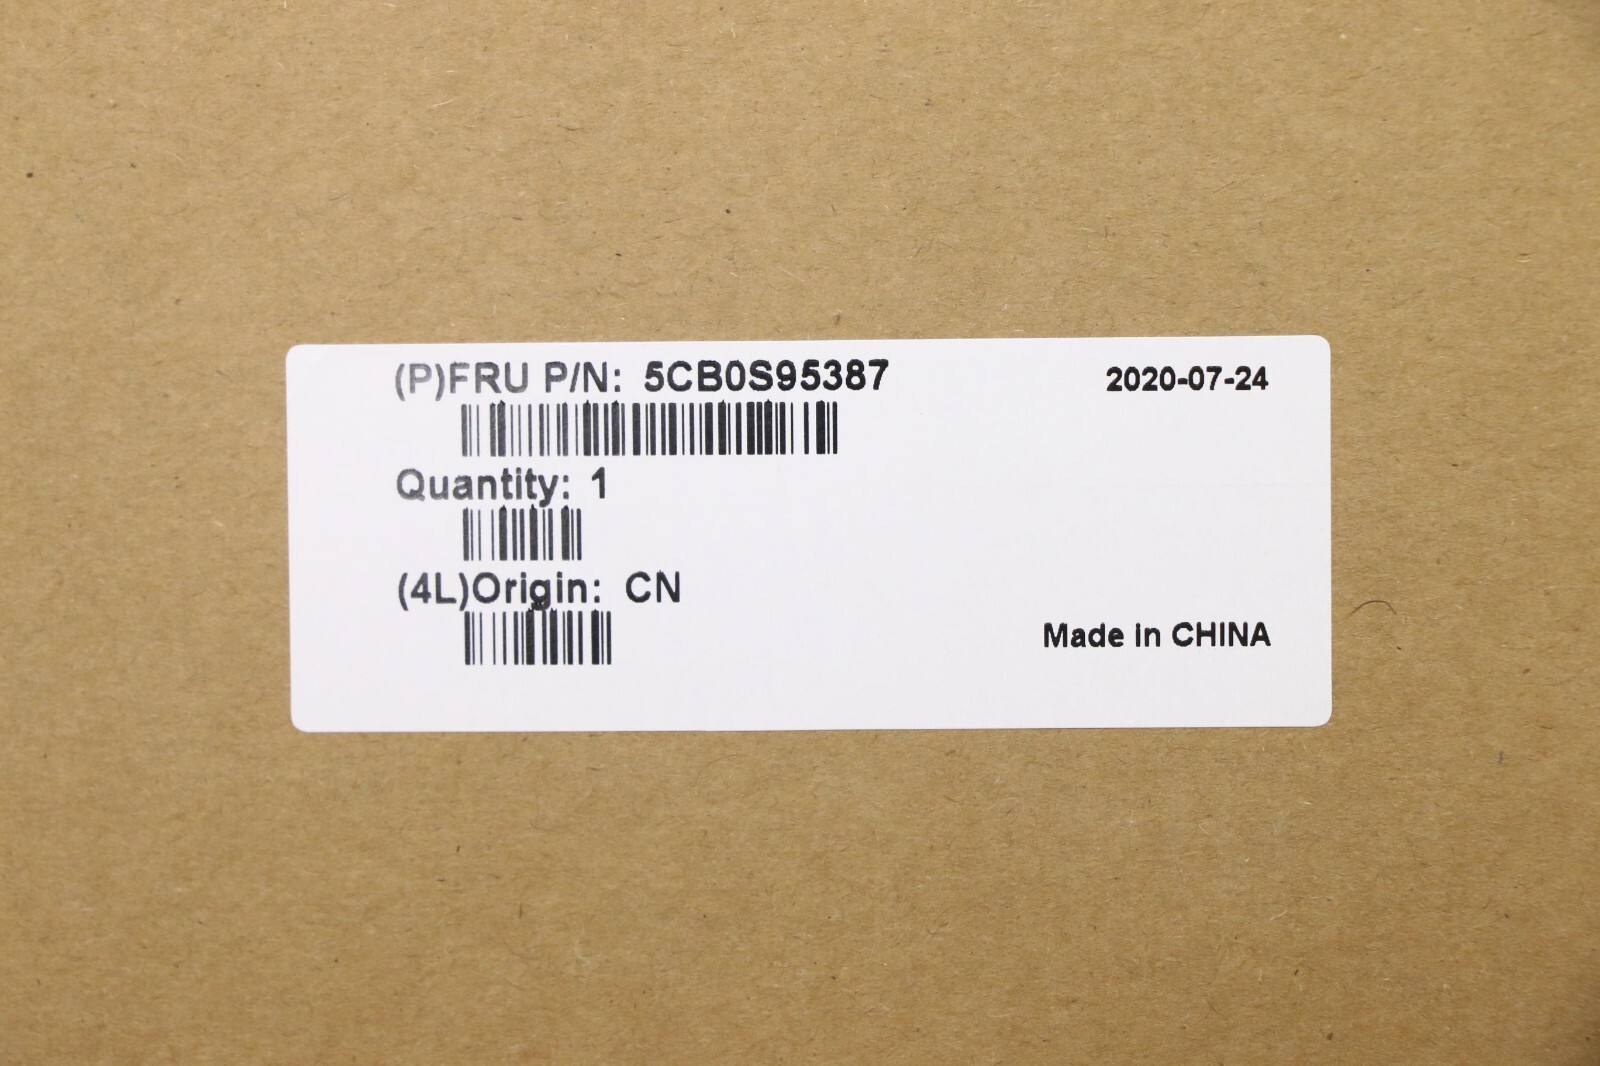 (P)FRU P/N: 5CB0S95387
2020-07-24
Quantity: 1
(4L)Origin: CN
Made in CHINA